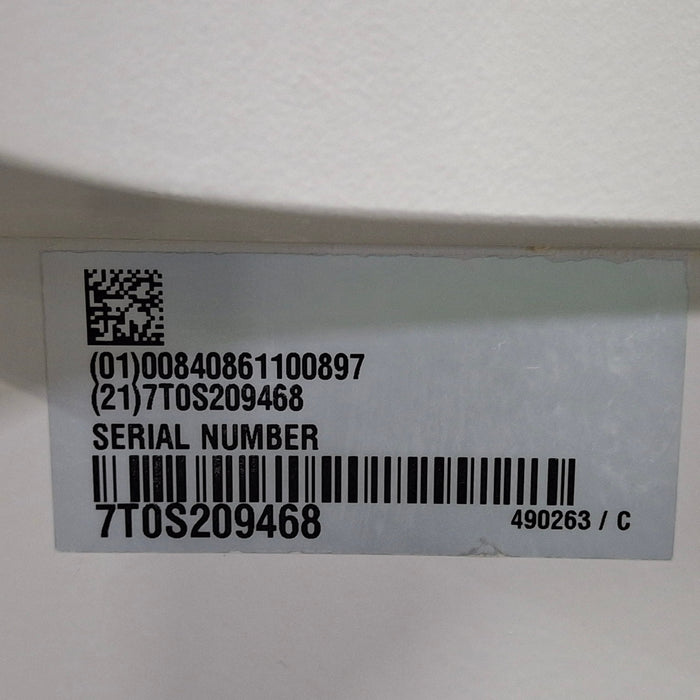 (01)00840861100897
(21)7T0S209468
SERIAL NUMBER
7T0S209468
490263 / C